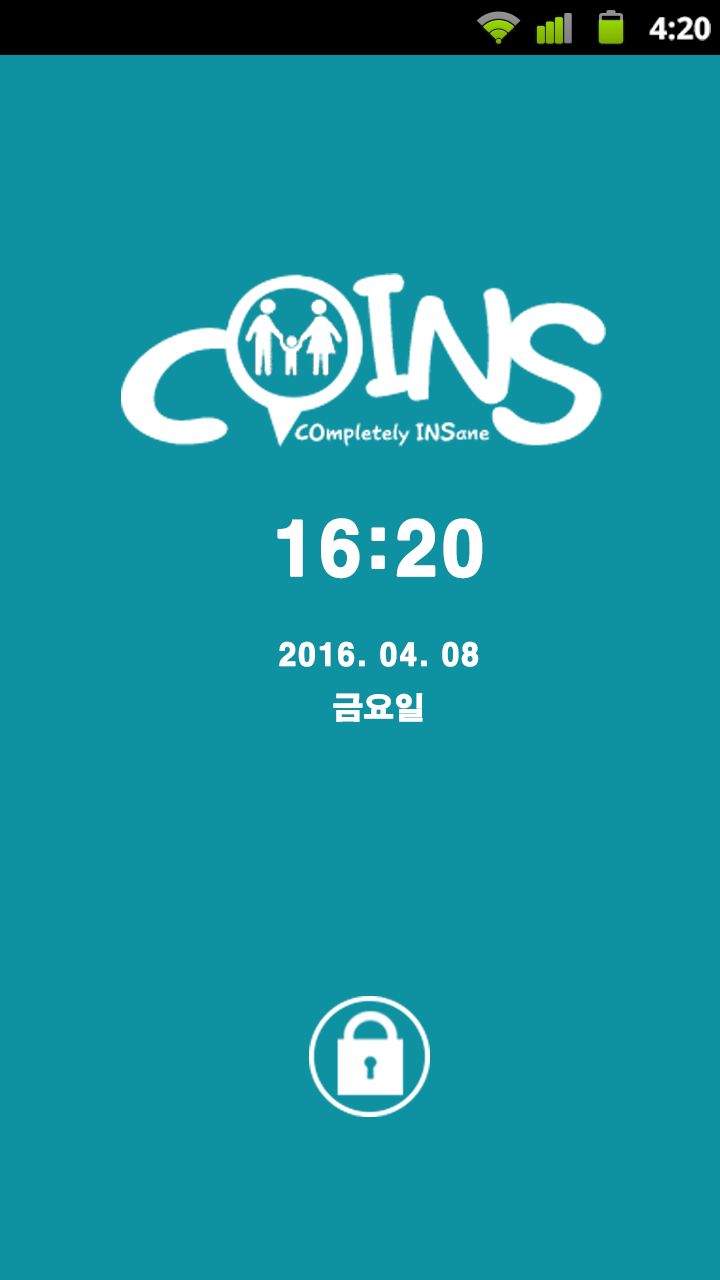 4:20
COINS
COmpletely INSane
16:20
2016. 04. 08
금요일